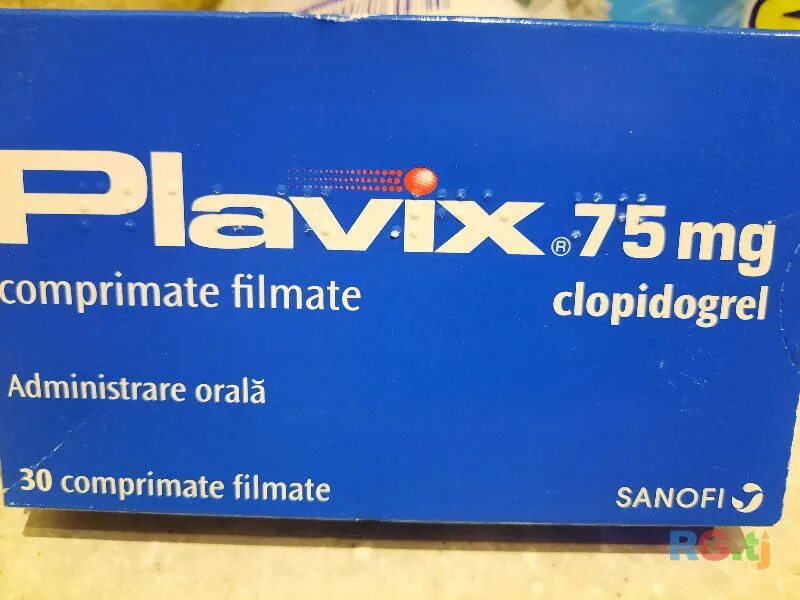 Plavix® 75 mg
comprimate filmate
clopidogrel
Administrare orală
30 comprimate filmate
SANOFI
RG.tj